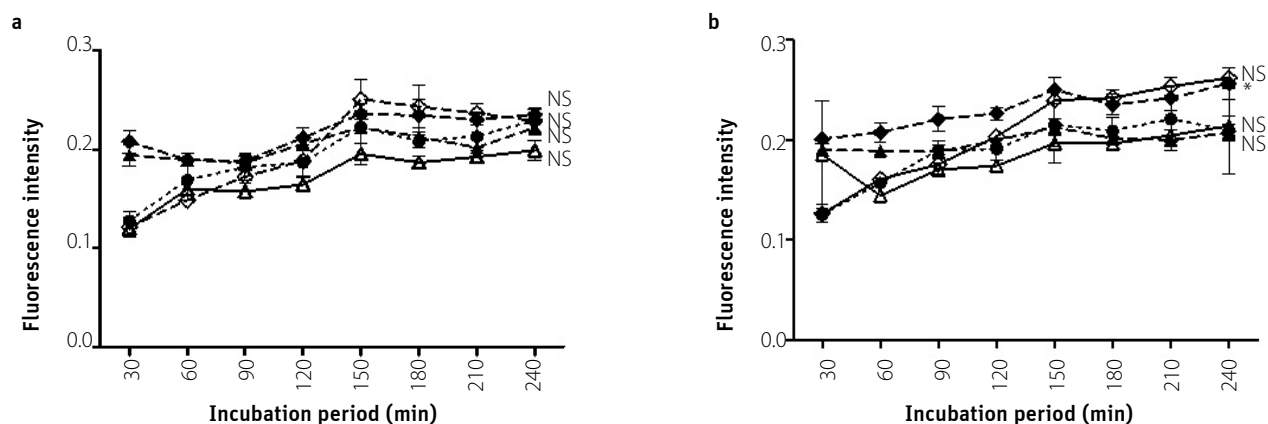 a
Fluorescence intensity
0.3
0.2
0.1
0.0
NS
NS
NS
NS
30
60
90
120
150
180
210
240
Incubation period (min)
b
Fluorescence intensity
0.3
0.2
0.1
0.0
NS
*
NS
NS
30
60
90
120
150
180
210
240
Incubation period (min)